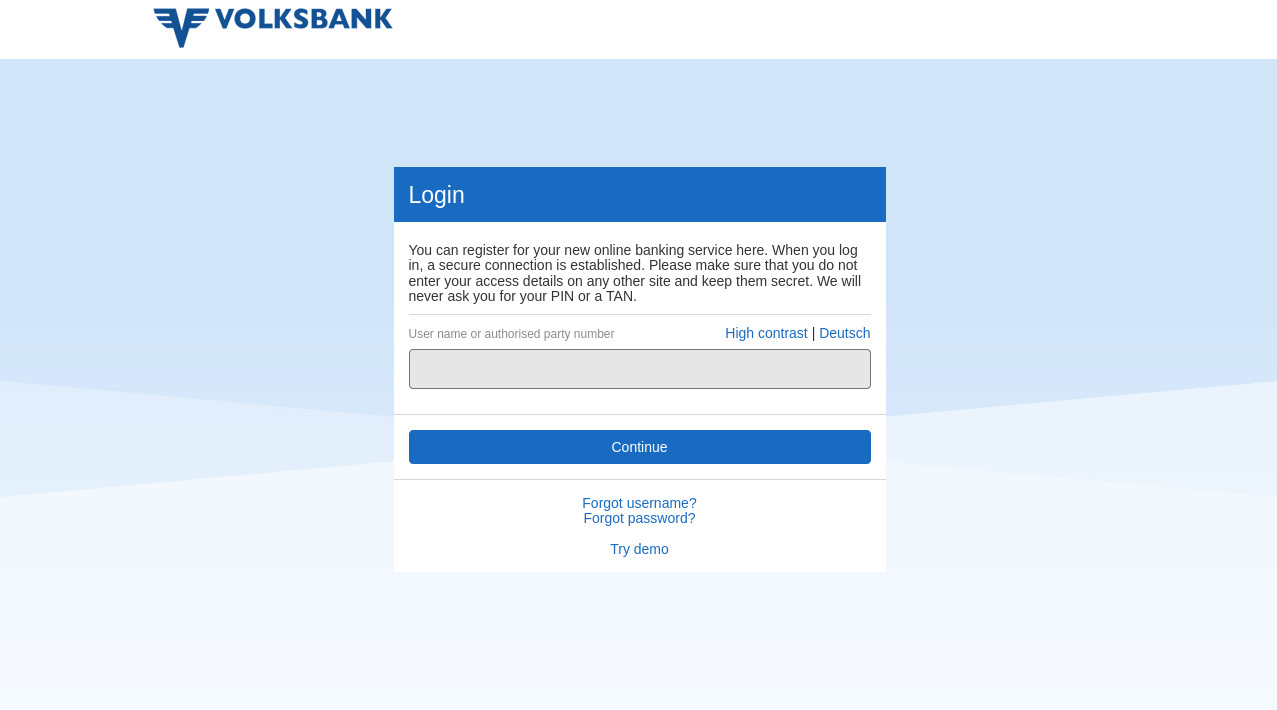 VOLKSBANK
Login
You can register for your new online banking service here. When you log
in, a secure connection is established. Please make sure that you do not
enter your access details on any other site and keep them secret. We will
never ask you for your PIN or a TAN.
User name or authorised party number
High contrast | Deutsch
Continue
Forgot username?
Forgot password?
Try demo